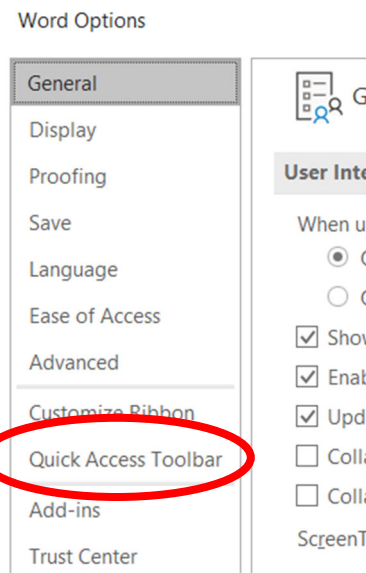 Word Options
General
Display
Proofing
Save
Language
Ease of Access
Advanced
Customize Ribbon
Quick Access Toolbar
Add-ins
Trust Center
G
User Inte
When u
O
O
Show
Enab
Upd
Colla
Colla
ScreenT